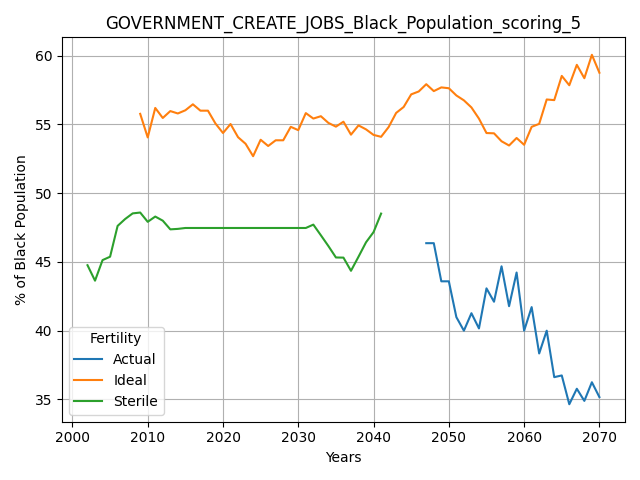 GOVERNMENT_CREATE_JOBS_Black_Population_scoring_5
% of Black Population
60
55
50
45
40
35
Fertility
Actual
Ideal
Sterile
2000 2010 2020 2030 2040 2050 2060 2070
Years